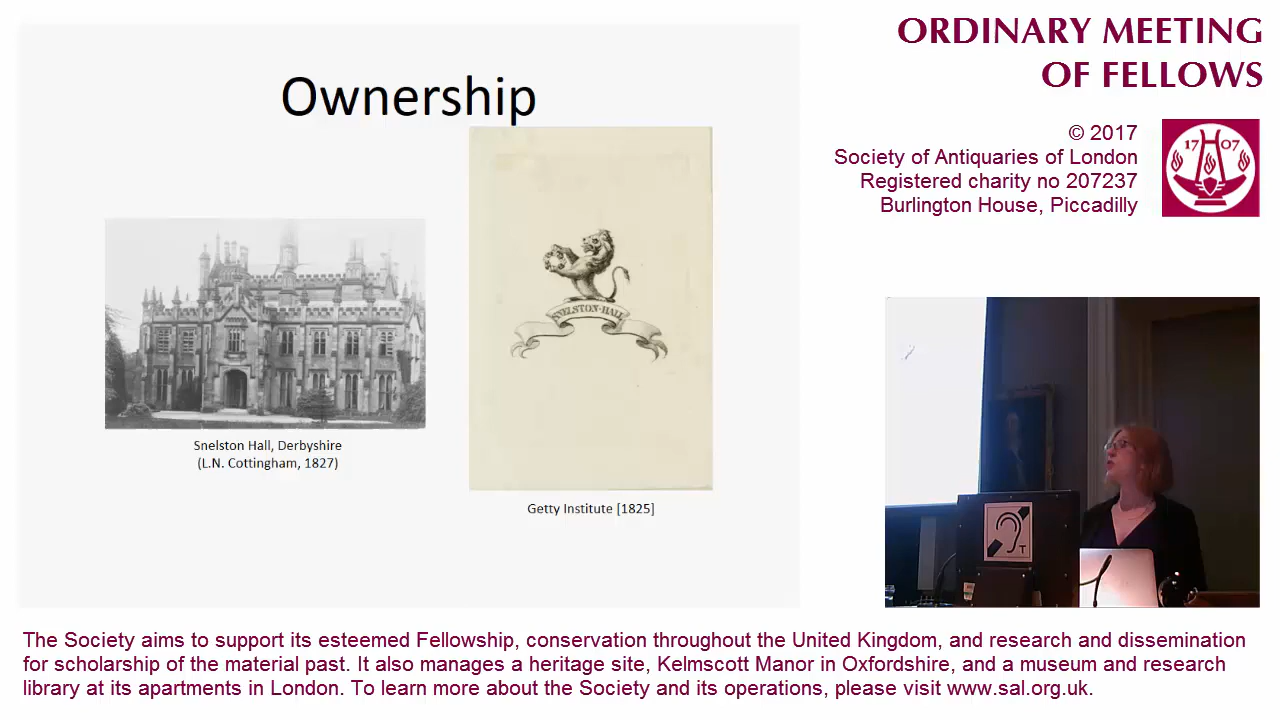 Ownership
SNELSTON·HALL
Snelston Hall, Derbyshire
(L.N. Cottingham, 1827)
Getty Institute [1825]
ORDINARY MEETING
OF FELLOWS
© 2017
Society of Antiquaries of London
Registered charity no 207237
Burlington House, Piccadilly
17 07
T
The Society aims to support its esteemed Fellowship, conservation throughout the United Kingdom, and research and dissemination
for scholarship of the material past. It also manages a heritage site, Kelmscott Manor in Oxfordshire, and a museum and research
library at its apartments in London. To learn more about the Society and its operations, please visit www.sal.org.uk.